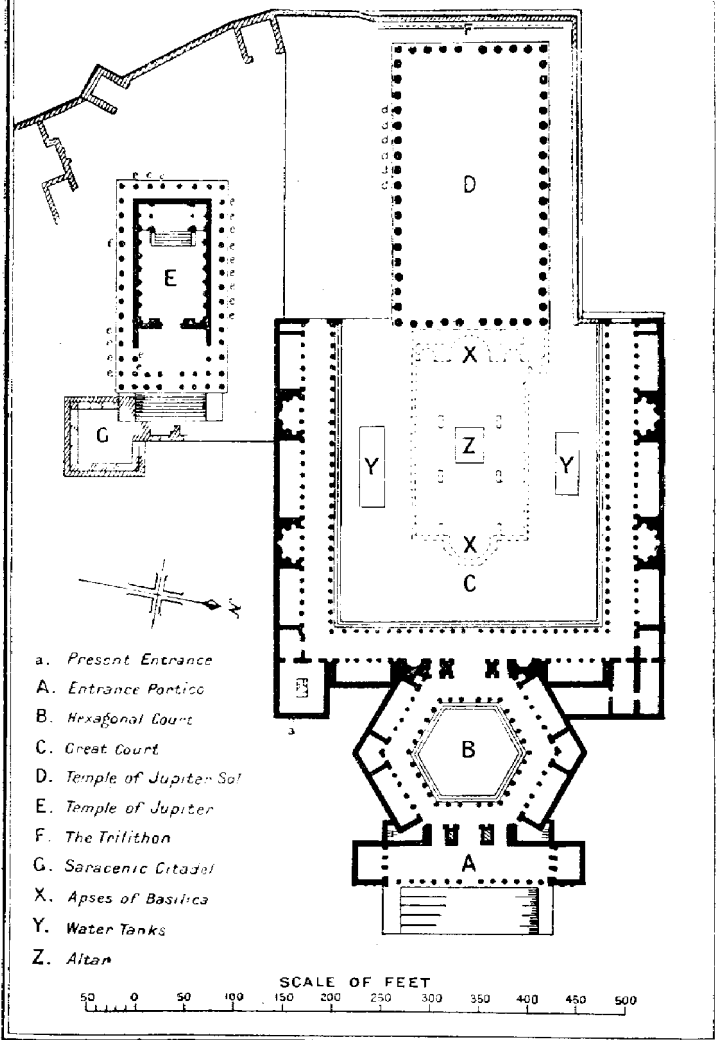 F
d
d
d
d
d
d
D
e e e
e
e
e
e
e
e
e
e
e
E
e
e
e
e
e
X
G
Y
Z
Y
X
C
N
a. Present Entrance
A. Entrance Portico
B. Hexagonal Court
C. Great Court
D. Temple of Jupiter Sol
E. Temple of Jupiter
F. The Trilithon
G. Saracenic Citadel
X. Apses of Basilica
Y. Water Tanks
Z. Altar
a
B
A
SCALE OF FEET
50 0 50 100 150 200 250 300 350 400 450 500